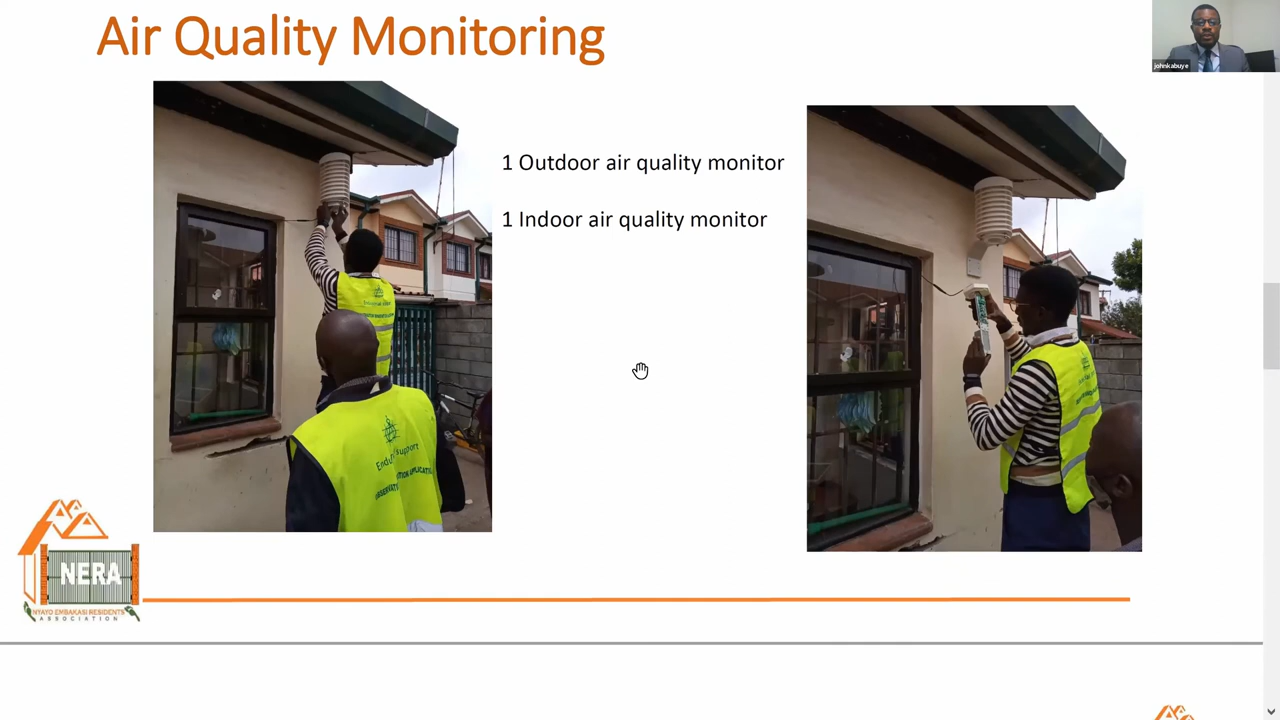 Air Quality Monitoring
johnkabuye
1 Outdoor air quality monitor
1 Indoor air quality monitor
support
NERA
NYAYO EMBAKASI RESIDENTS
ASSOCIATION